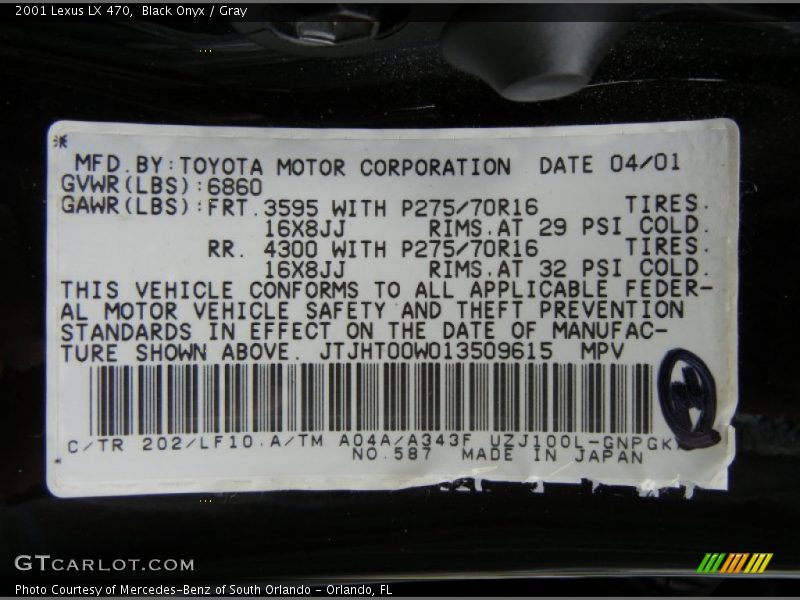 2001 Lexus LX 470, Black Onyx / Gray
MFD.BY:TOYOTA MOTOR CORPORATION DATE 04/01
GVWR(LBS):6860
GAWR(LBS):FRT.3595 WITH P275/70R16 TIRES.
16X8JJ RIMS.AT 29 PSI COLD.
RR. 4300 WITH P275/70R16 TIRES.
16X8JJ RIMS.AT 32 PSI COLD.
THIS VEHICLE CONFORMS TO ALL APPLICABLE FEDER-
AL MOTOR VEHICLE SAFETY AND THEFT PREVENTION
STANDARDS IN EFFECT ON THE DATE OF MANUFAC-
TURE SHOWN ABOVE. JTJHT00W013509615 MPV
C/TR 202/LF10.A/TM A04A/A343F UZJ100L-GNPGK
NO.587 MADE IN JAPAN
GTCARLOT.COM
Photo Courtesy of Mercedes-Benz of South Orlando - Orlando, FL